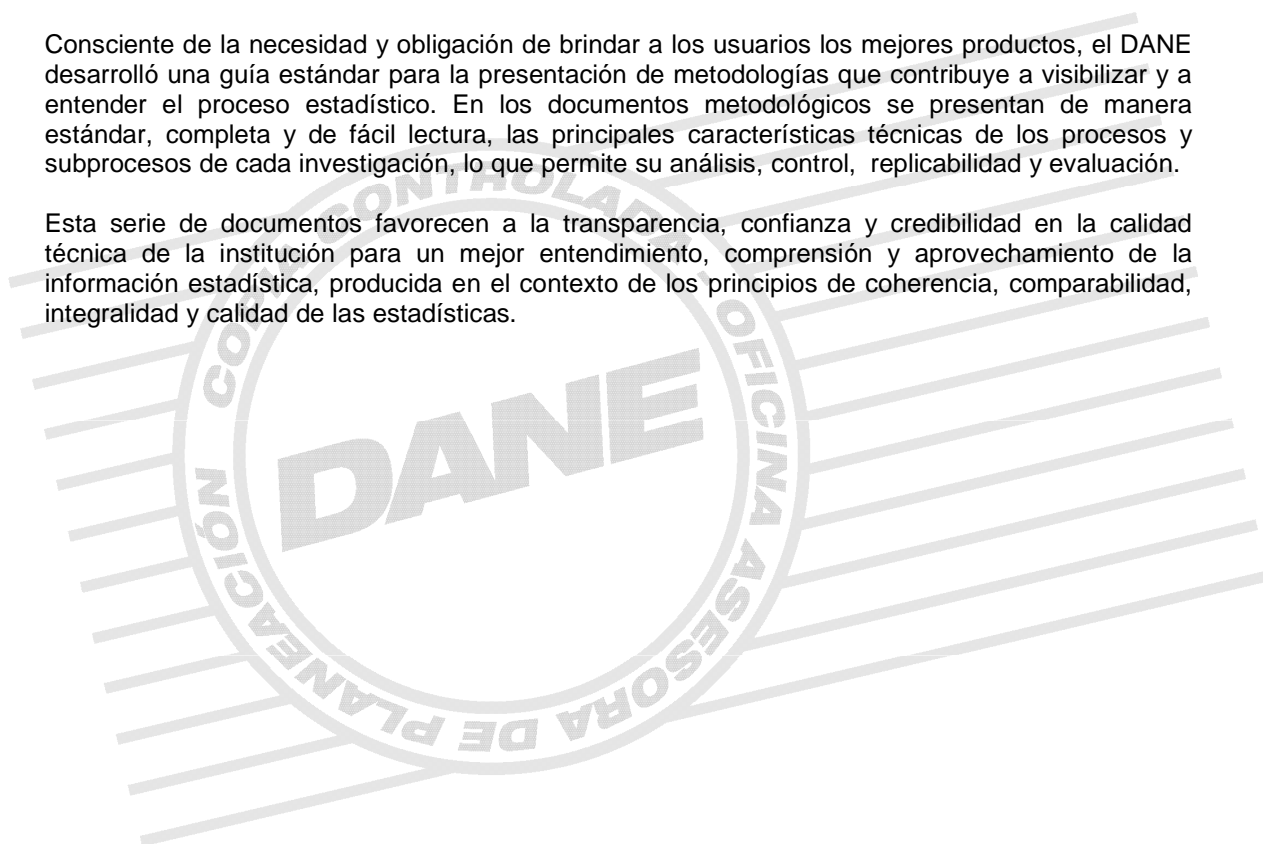 Consciente de la necesidad y obligación de brindar a los usuarios los mejores productos, el DANE
desarrolló una guía estándar para la presentación de metodologías que contribuye a visibilizar y a
entender el proceso estadístico. En los documentos metodológicos se presentan de manera
estándar, completa y de fácil lectura, las principales características técnicas de los procesos y
subprocesos de cada investigación, lo que permite su análisis, control, replicabilidad y evaluación.
Esta serie de documentos favorecen a la transparencia, confianza y credibilidad en la calidad
técnica de la institución para un mejor entendimiento, comprensión y aprovechamiento de la
información estadística, producida en el contexto de los principios de coherencia, comparabilidad,
integralidad y calidad de las estadísticas.
COPIA CONTROLADA - OFICINA ASESORA DE PLANEACIÓN
DANE